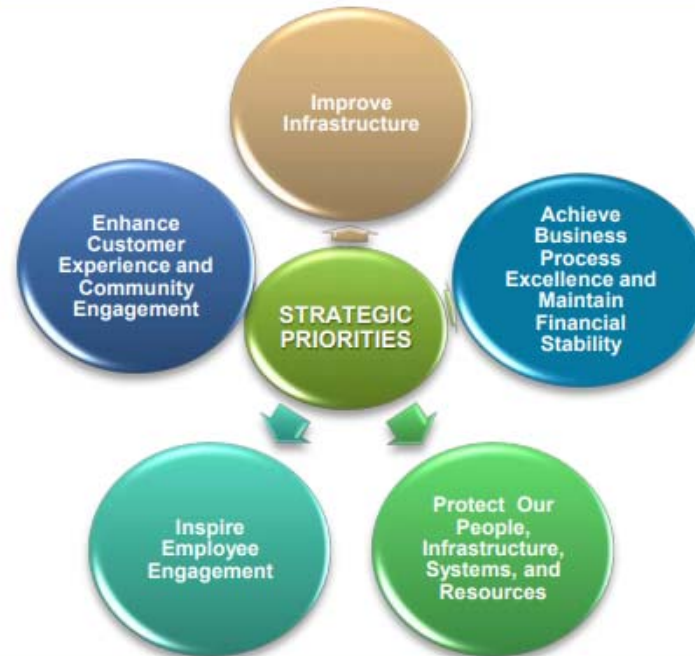 Improve
Infrastructure
Enhance
Customer
Experience and
Community
Engagement
STRATEGIC
PRIORITIES
Achieve
Business
Process
Excellence and
Maintain
Financial
Stability
Inspire
Employee
Engagement
Protect Our
People,
Infrastructure,
Systems, and
Resources